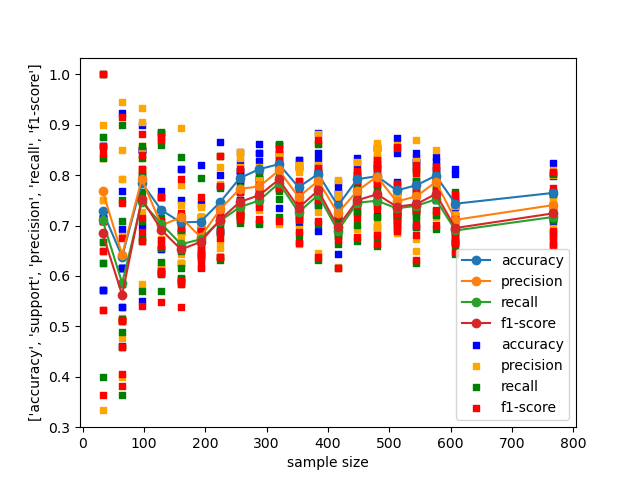 1.0
0.9
0.8
0.7
0.6
0.5
0.4
0.3
['accuracy', 'support', 'precision', 'recall', 'f1-score']
0 100 200 300 400 500 600 700 800
sample size
accuracy
precision
recall
f1-score
accuracy
precision
recall
f1-score